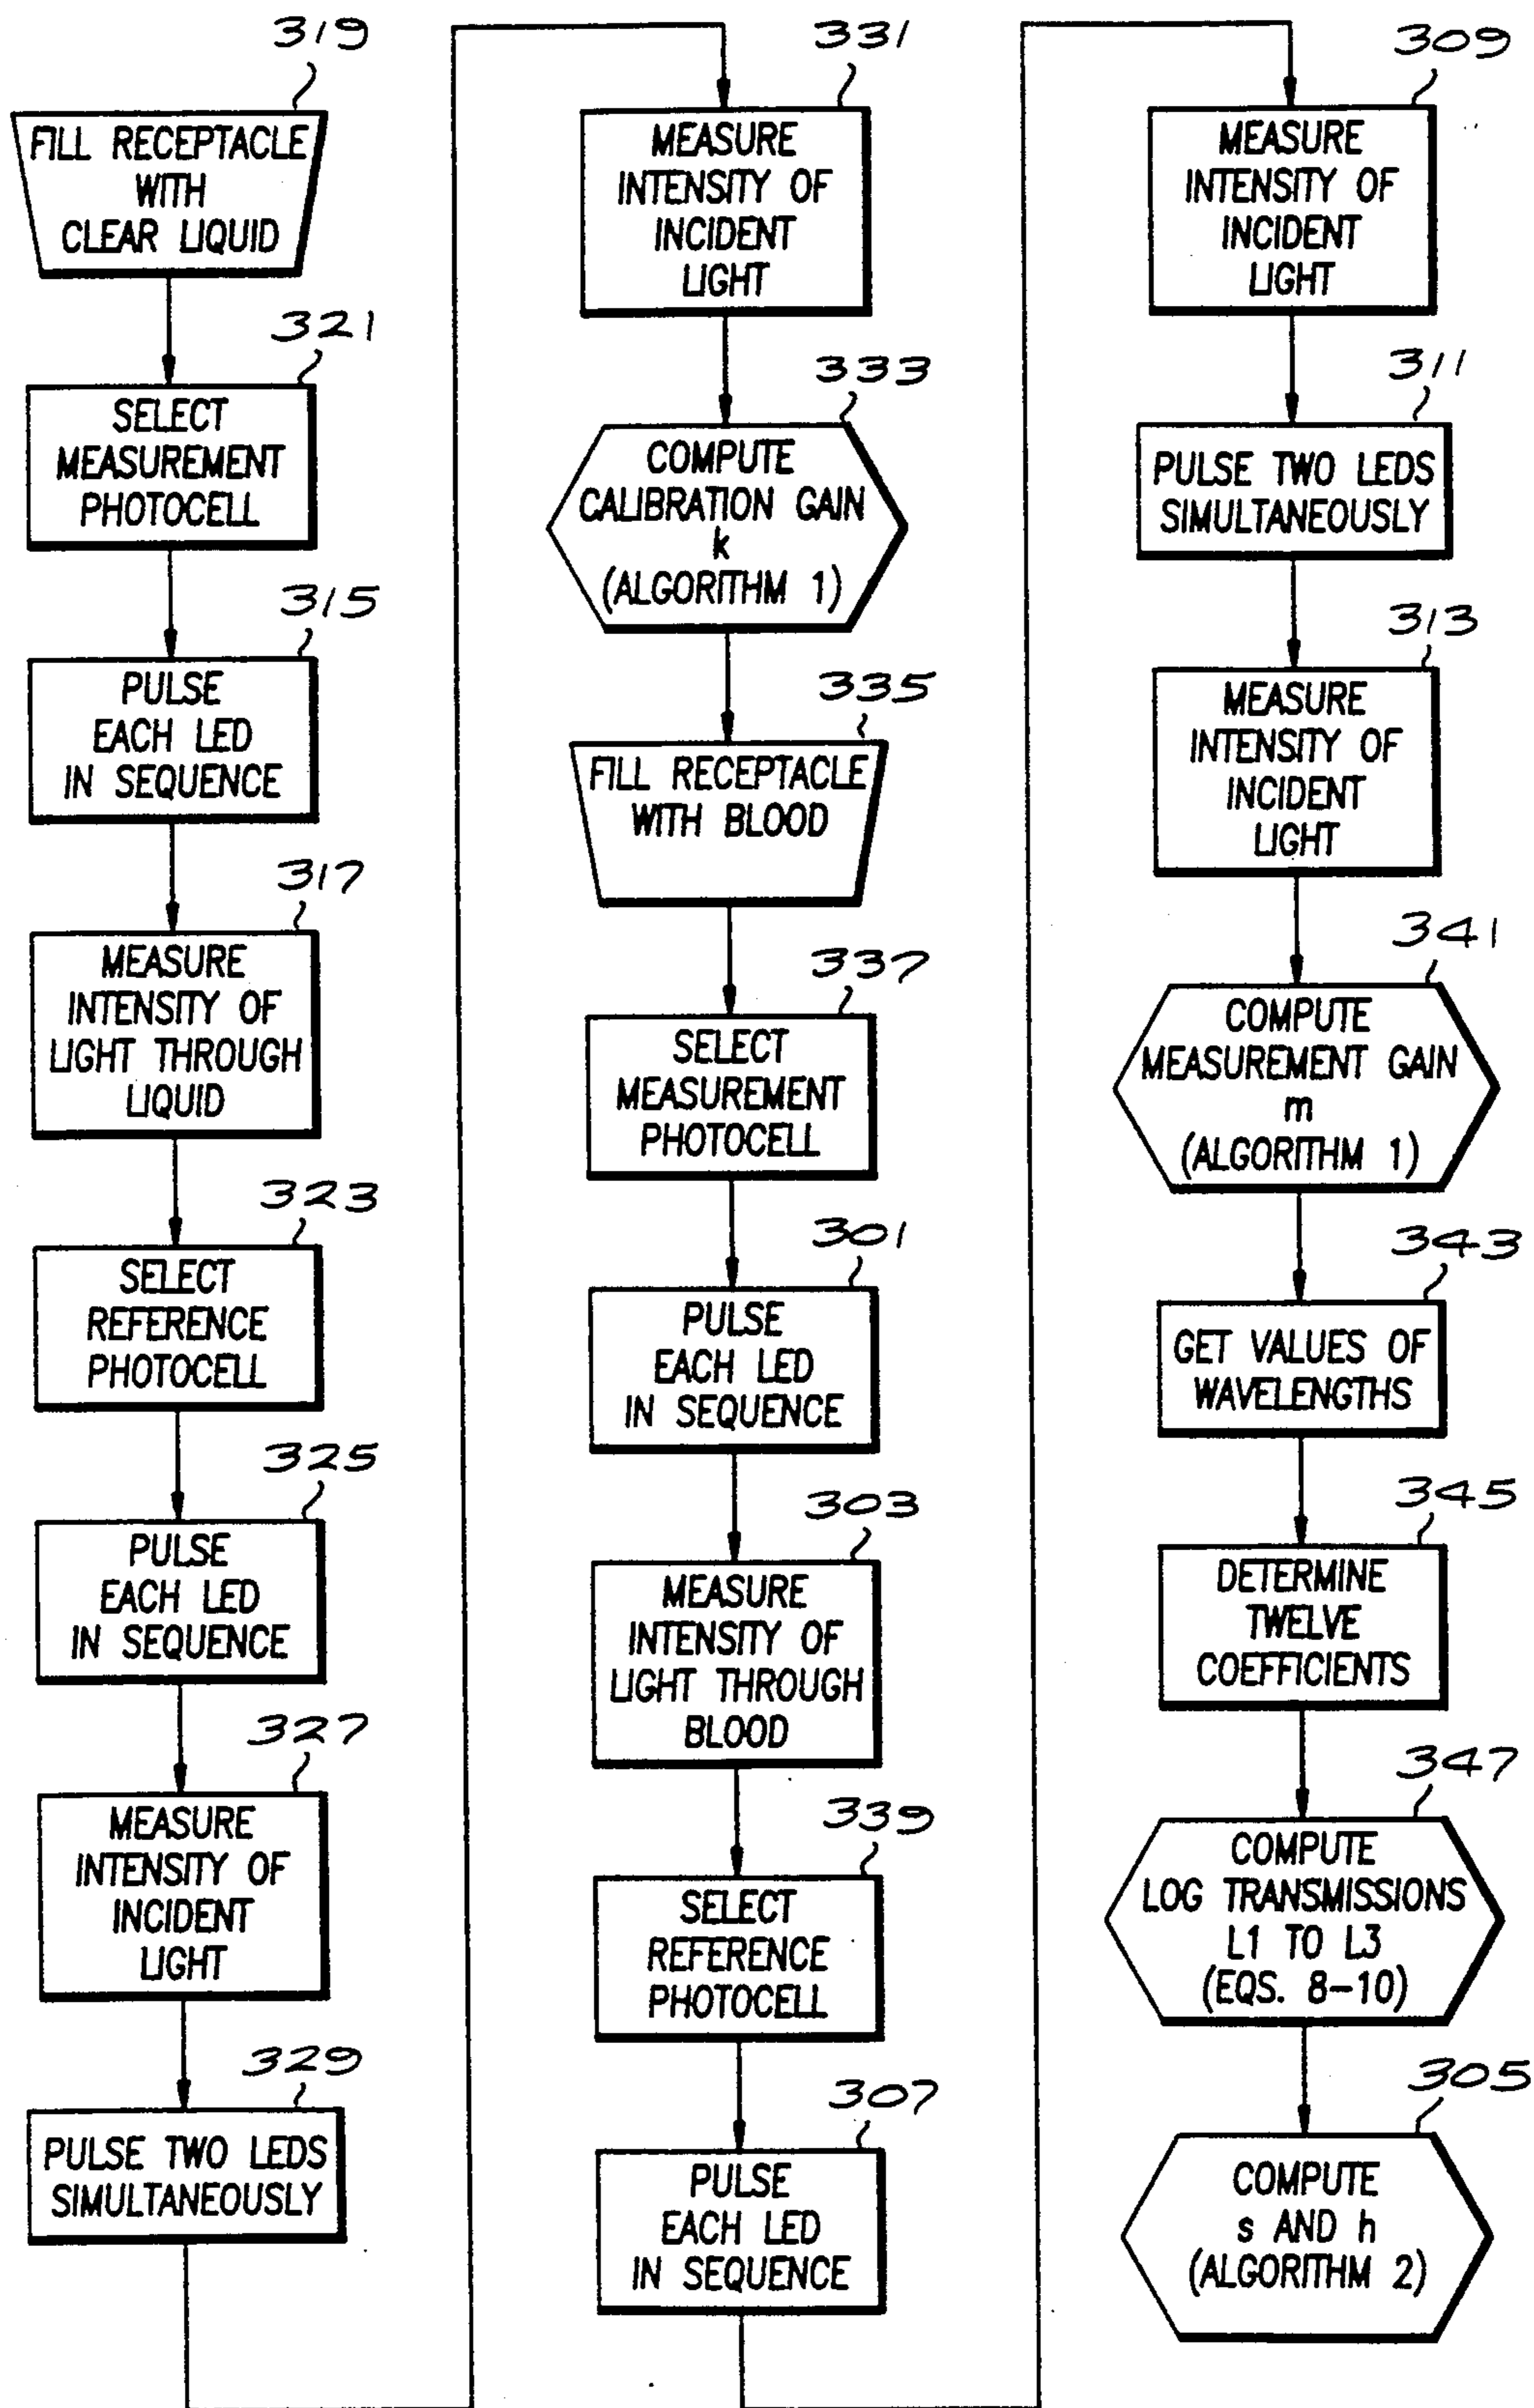 319
FILL RECEPTACLE
WITH
CLEAR LIQUID
321
SELECT
MEASUREMENT
PHOTOCELL
315
PULSE
EACH LED
IN SEQUENCE
317
MEASURE
INTENSITY OF
LIGHT THROUGH
LIQUID
323
SELECT
REFERENCE
PHOTOCELL
325
PULSE
EACH LED
IN SEQUENCE
327
MEASURE
INTENSITY OF
INCIDENT
LIGHT
329
PULSE TWO LEDS
SIMULTANEOUSLY
331
MEASURE
INTENSITY OF
INCIDENT
LIGHT
333
COMPUTE
CALIBRATION GAIN
k
(ALGORITHM 1)
335
FILL RECEPTACLE
WITH BLOOD
337
SELECT
MEASUREMENT
PHOTOCELL
301
PULSE
EACH LED
IN SEQUENCE
303
MEASURE
INTENSITY OF
LIGHT THROUGH
BLOOD
339
SELECT
REFERENCE
PHOTOCELL
307
PULSE
EACH LED
IN SEQUENCE
309
MEASURE
INTENSITY OF
INCIDENT
LIGHT
311
PULSE TWO LEDS
SIMULTANEOUSLY
313
MEASURE
INTENSITY OF
INCIDENT
LIGHT
341
COMPUTE
MEASUREMENT GAIN
m
(ALGORITHM 1)
343
GET VALUES OF
WAVELENGTHS
345
DETERMINE
TWELVE
COEFFICIENTS
347
COMPUTE
LOG TRANSMISSIONS
L1 TO L3
(EQS. 8-10)
305
COMPUTE
s AND h
(ALGORITHM 2)